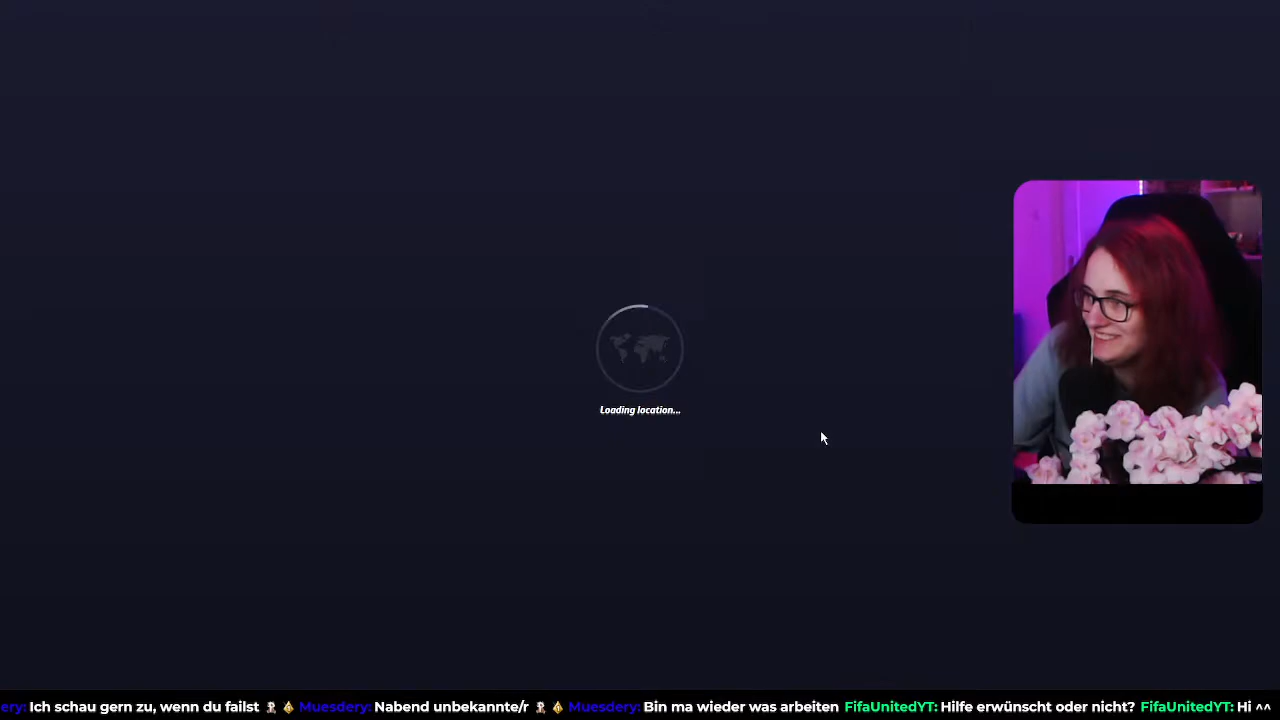 Loading location...
ery: Ich schau gern zu, wenn du failst Muesdery: Nabend unbekannte/r Muesdery: Bin ma wieder was arbeiten FifaUnitedYT: Hilfe erwünscht oder nicht? FifaUnitedYT: Hi ^^